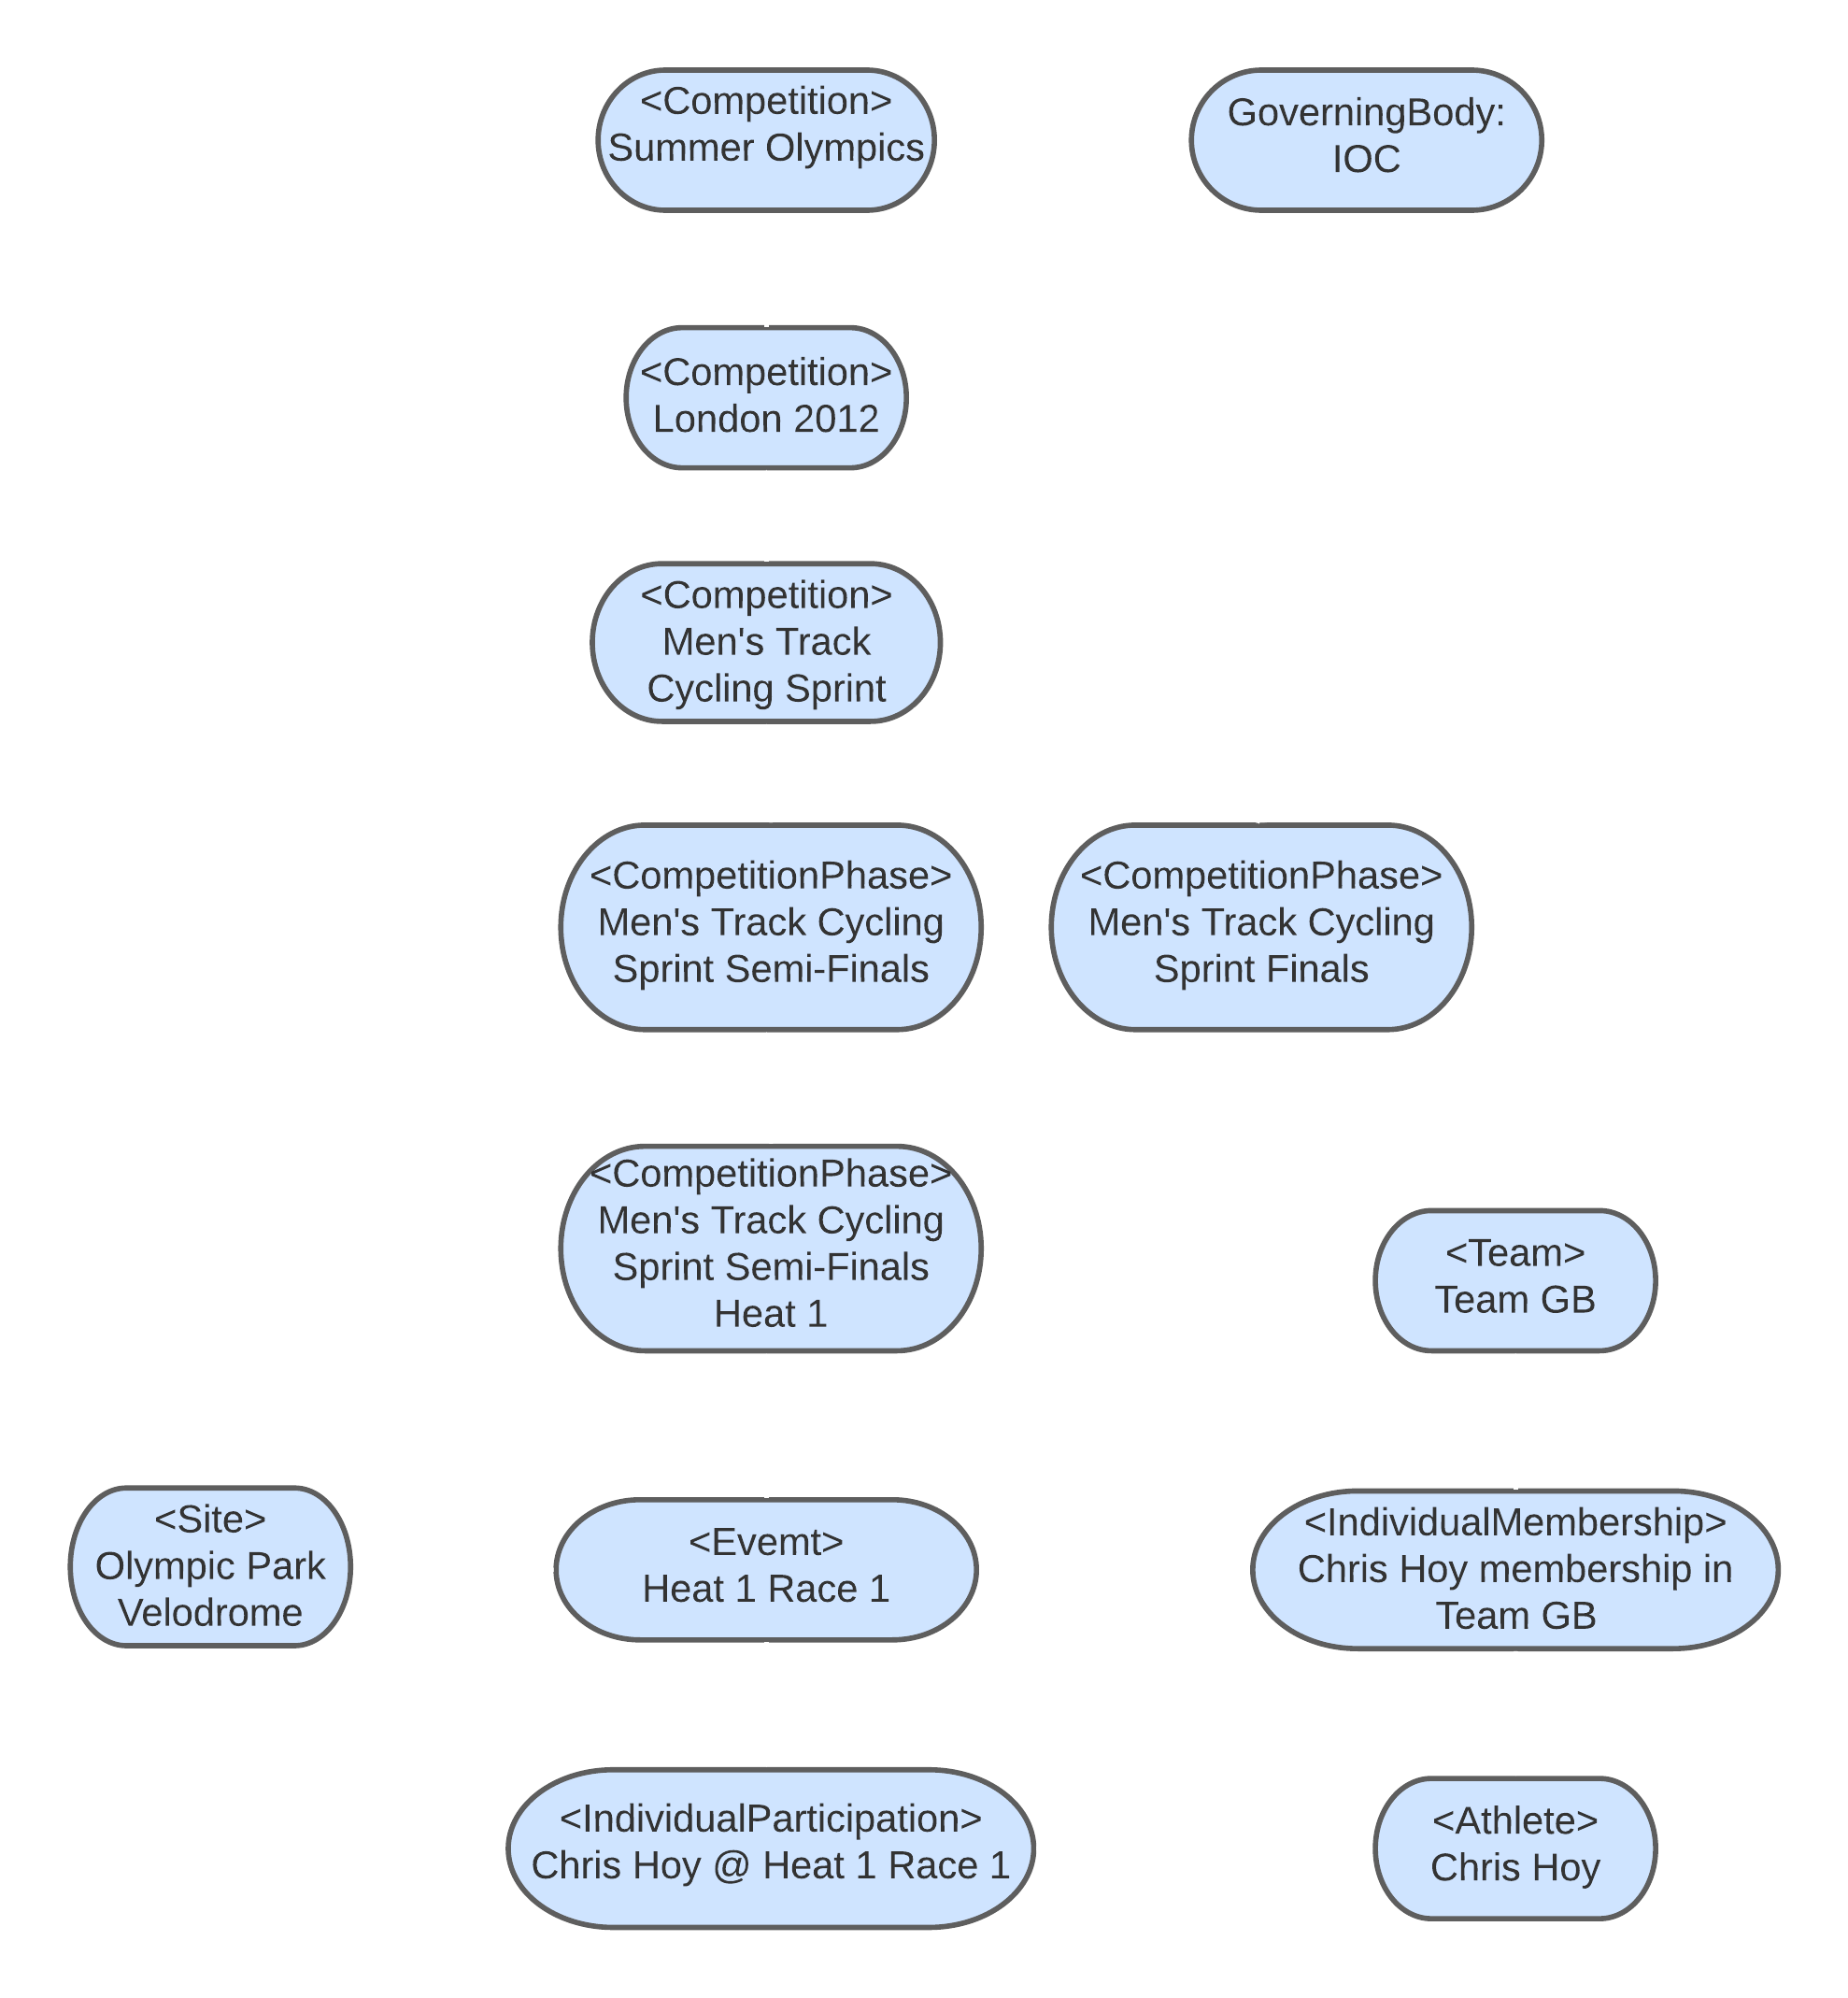 <Competition>
Summer Olympics
GoverningBody:
IOC
<Competition>
London 2012
<Competition>
Men's Track
Cycling Sprint
<CompetitionPhase>
Men's Track Cycling
Sprint Semi-Finals
<CompetitionPhase>
Men's Track Cycling
Sprint Finals
<CompetitionPhase>
Men's Track Cycling
Sprint Semi-Finals
Heat 1
<Team>
Team GB
<Site>
Olympic Park
Velodrome
<Evemt>
Heat 1 Race 1
<IndividualMembership>
Chris Hoy membership in
Team GB
<IndividualParticipation>
Chris Hoy @ Heat 1 Race 1
<Athlete>
Chris Hoy